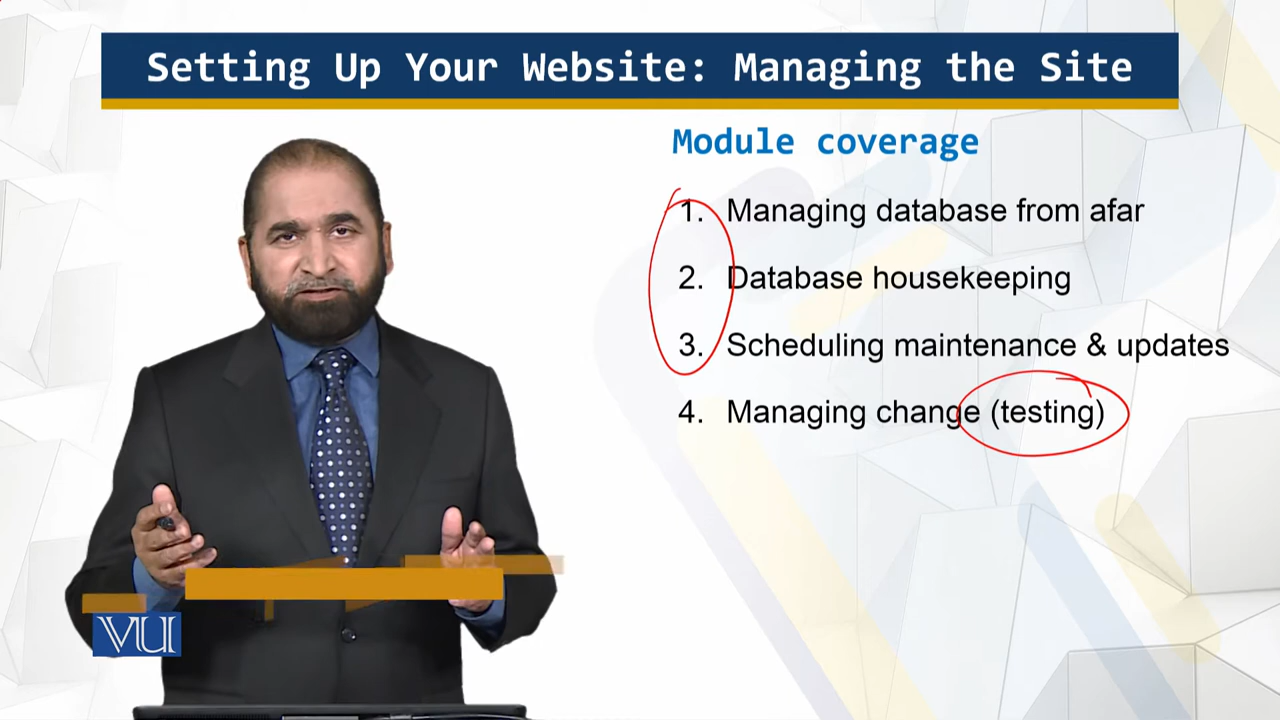 Setting Up Your Website: Managing the Site
Module coverage
1. Managing database from afar
2. Database housekeeping
3. Scheduling maintenance & updates
4. Managing change (testing)
VU